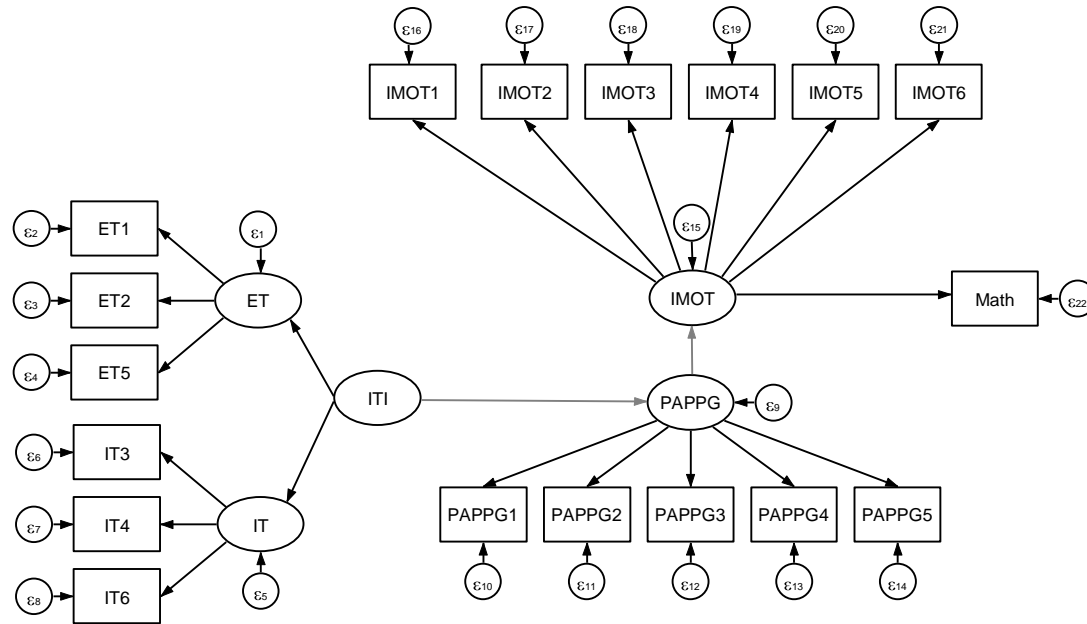 ε16
ε17
ε18
ε19
ε20
ε21
IMOT1
IMOT2
IMOT3
IMOT4
IMOT5
IMOT6
ε2
ET1
ε1
ε15
ε3
ET2
ET
IMOT
Math
ε22
ε4
ET5
ITI
PAPPG
ε9
ε6
IT3
ε7
IT4
IT
PAPPG1
PAPPG2
PAPPG3
PAPPG4
PAPPG5
ε8
IT6
ε5
ε10
ε11
ε12
ε13
ε14